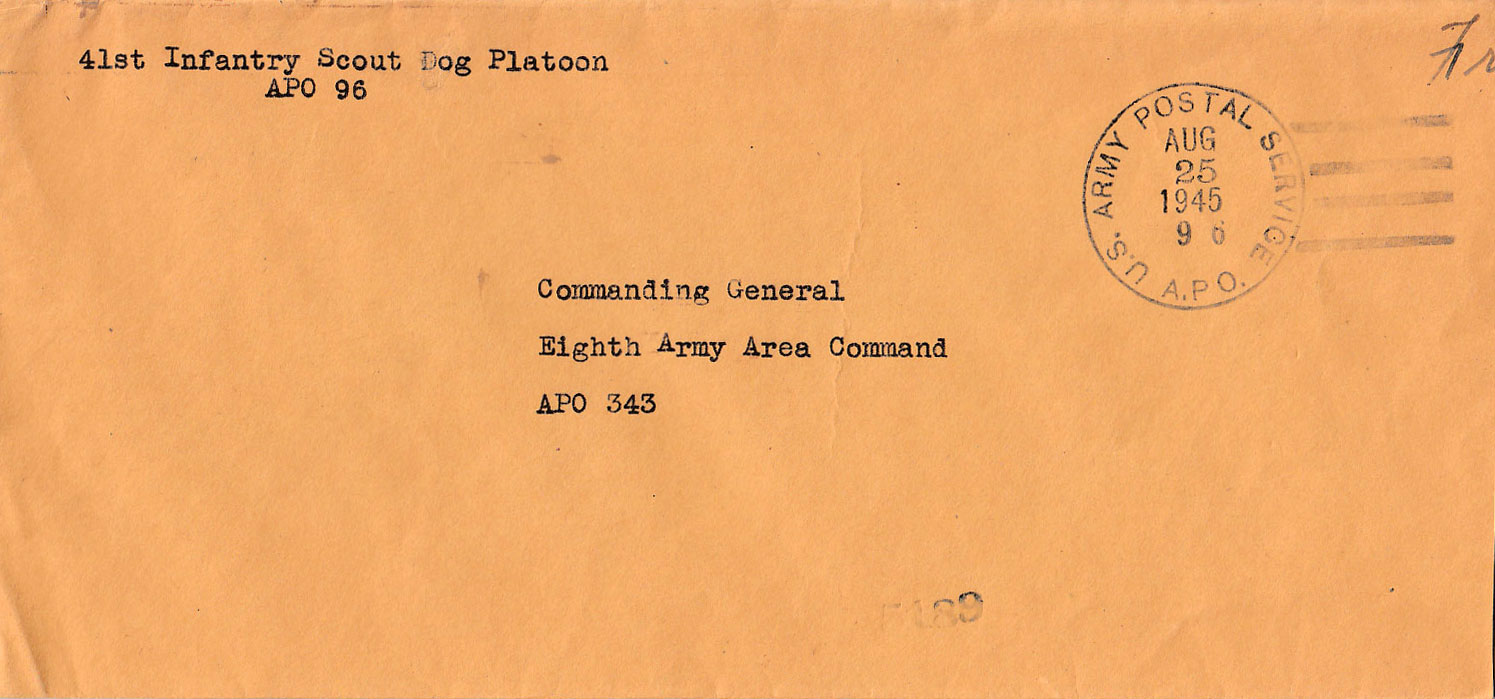 41st Infantry Scout Dog Platoon
APO 96
U.S. ARMY POSTAL SERVICE
AUG
25
1945
9 6
A.P.O.
Commanding General
Eighth Army Area Command
APO 343